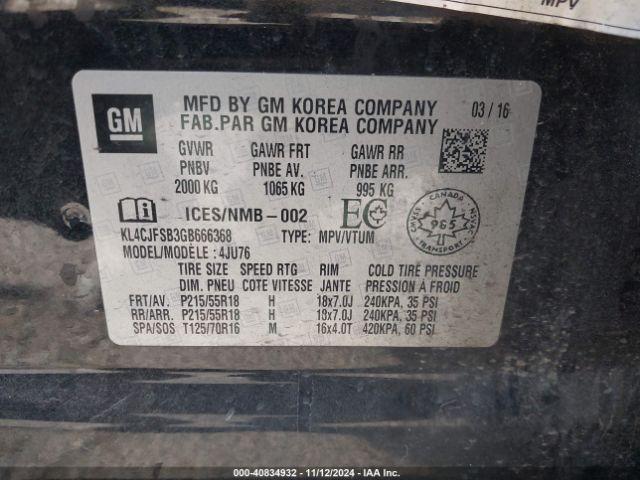 MPV
GM
MFD BY GM KOREA COMPANY 03 / 16
FAB.PAR GM KOREA COMPANY
GVWR GAWR FRT GAWR RR
PNBV PNBE AV. PNBE ARR.
2000 KG 1065 KG 995 KG
ICES/NMB-002 EC
CANADA
985
TRANSPORT
KL4CJFSB3GB666368 TYPE: MPV/VTUM
MODEL/MODÈLE: 4JU76
TIRE SIZE SPEED RTG RIM COLD TIRE PRESSURE
DIM. PNEU COTE VITESSE JANTE PRESSION À FROID
FRT/AV. P215/55R18 H 18x7.0J 240KPA, 35 PSI
RR/ARR. P215/55R18 H 18x7.0J 240KPA, 35 PSI
SPA/SOS T125/70R16 M 16x4.0T 420KPA, 60 PSI
000-40834932 - 11/12/2024 - IAA Inc.